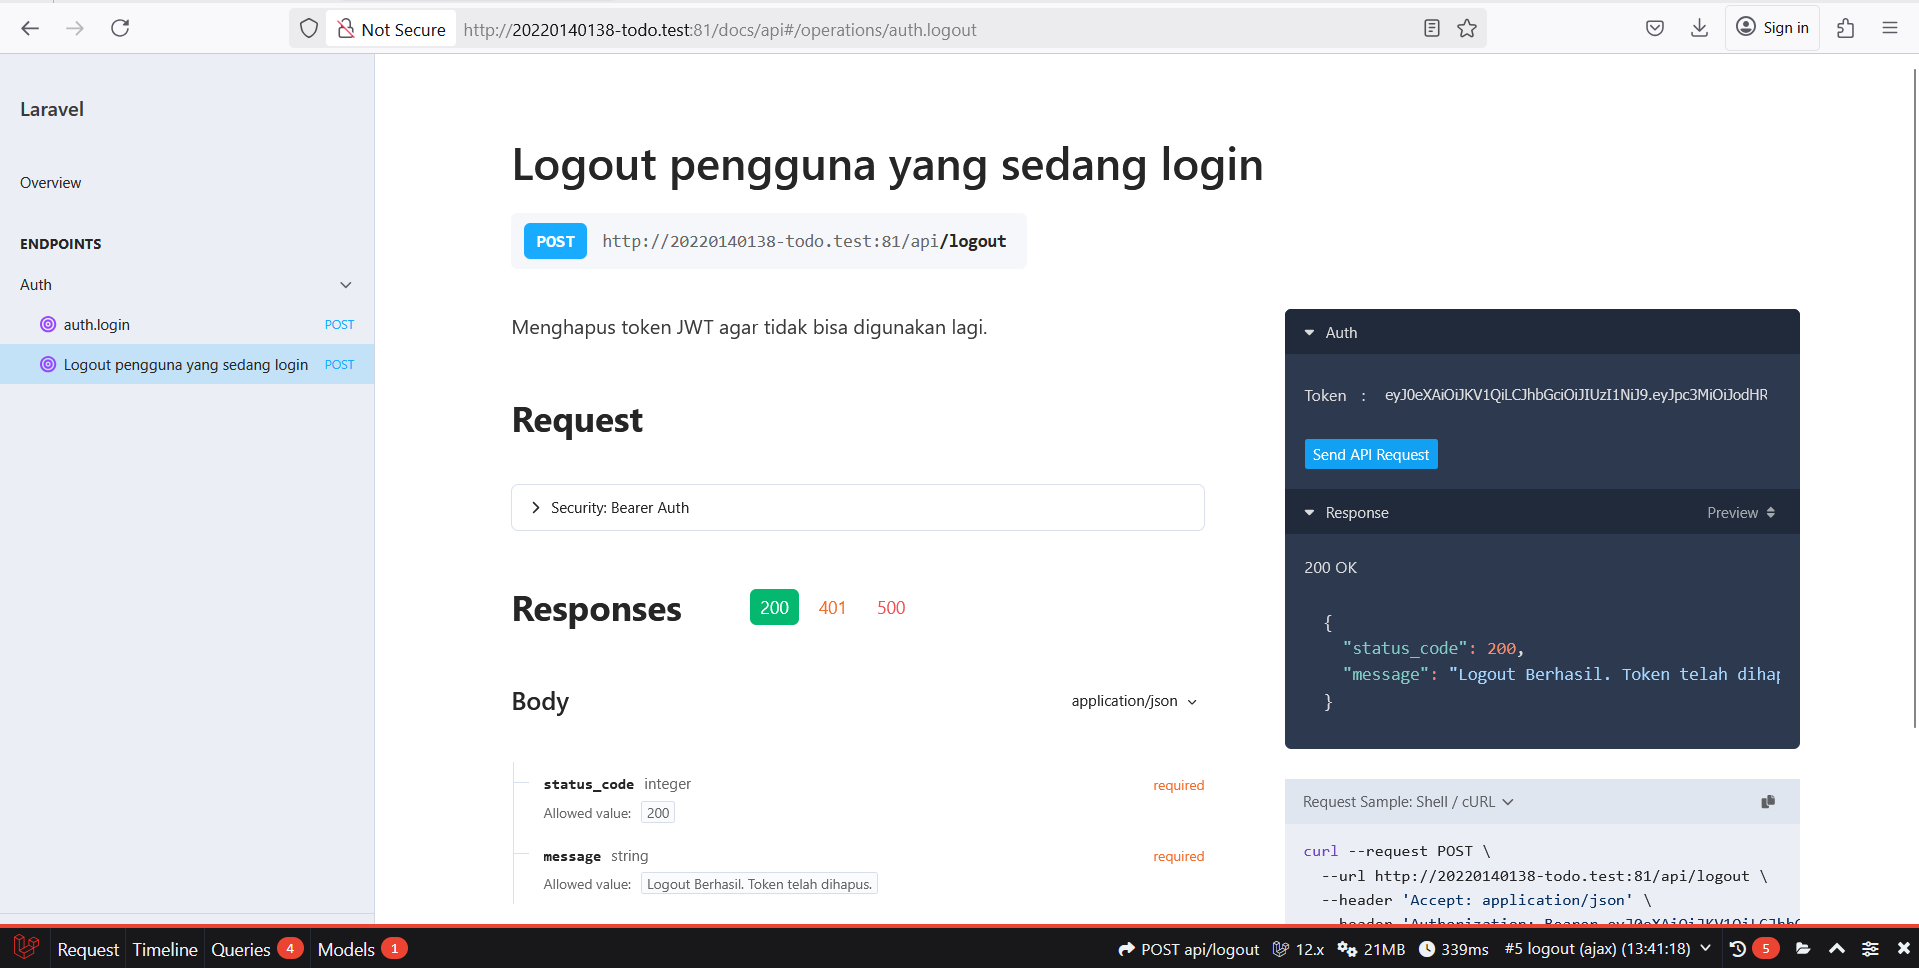 Not Secure
http://20220140138-todo.test:81/docs/api#/operations/auth.logout
Sign in
Laravel
Overview
ENDPOINTS
Auth
auth.login POST
Logout pengguna yang sedang login POST
Logout pengguna yang sedang login
POST http://20220140138-todo.test:81/api/logout
Menghapus token JWT agar tidak bisa digunakan lagi.
Request
Security: Bearer Auth
Responses 200 401 500
Body application/json
status_code integer required
Allowed value: 200
message string required
Allowed value: Logout Berhasil. Token telah dihapus.
Auth
Token : eyJ0eXAiOiJKV1QiLCJhbGciOiJIUzI1NiJ9.eyJpc3MiOiJodHR
Send API Request
Response Preview
200 OK
{
"status_code": 200,
"message": "Logout Berhasil. Token telah dihap
}
Request Sample: Shell / cURL
curl --request POST \
--url http://20220140138-todo.test:81/api/logout \
--header 'Accept: application/json' \
--header 'Authorization: Bearer eyJ0eXAiOiJKV1QiLCJhb
Request Timeline Queries 4 Models 1 POST api/logout 12.x 21MB 339ms #5 logout (ajax) (13:41:18) 5